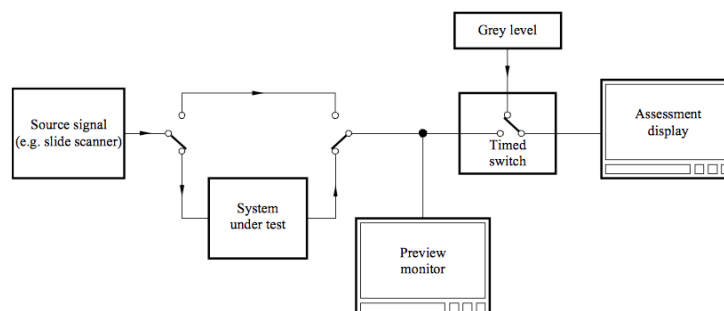 Grey level
Source signal
(e.g. slide scanner)
Assessment
display
Timed
switch
System
under test
Preview
monitor